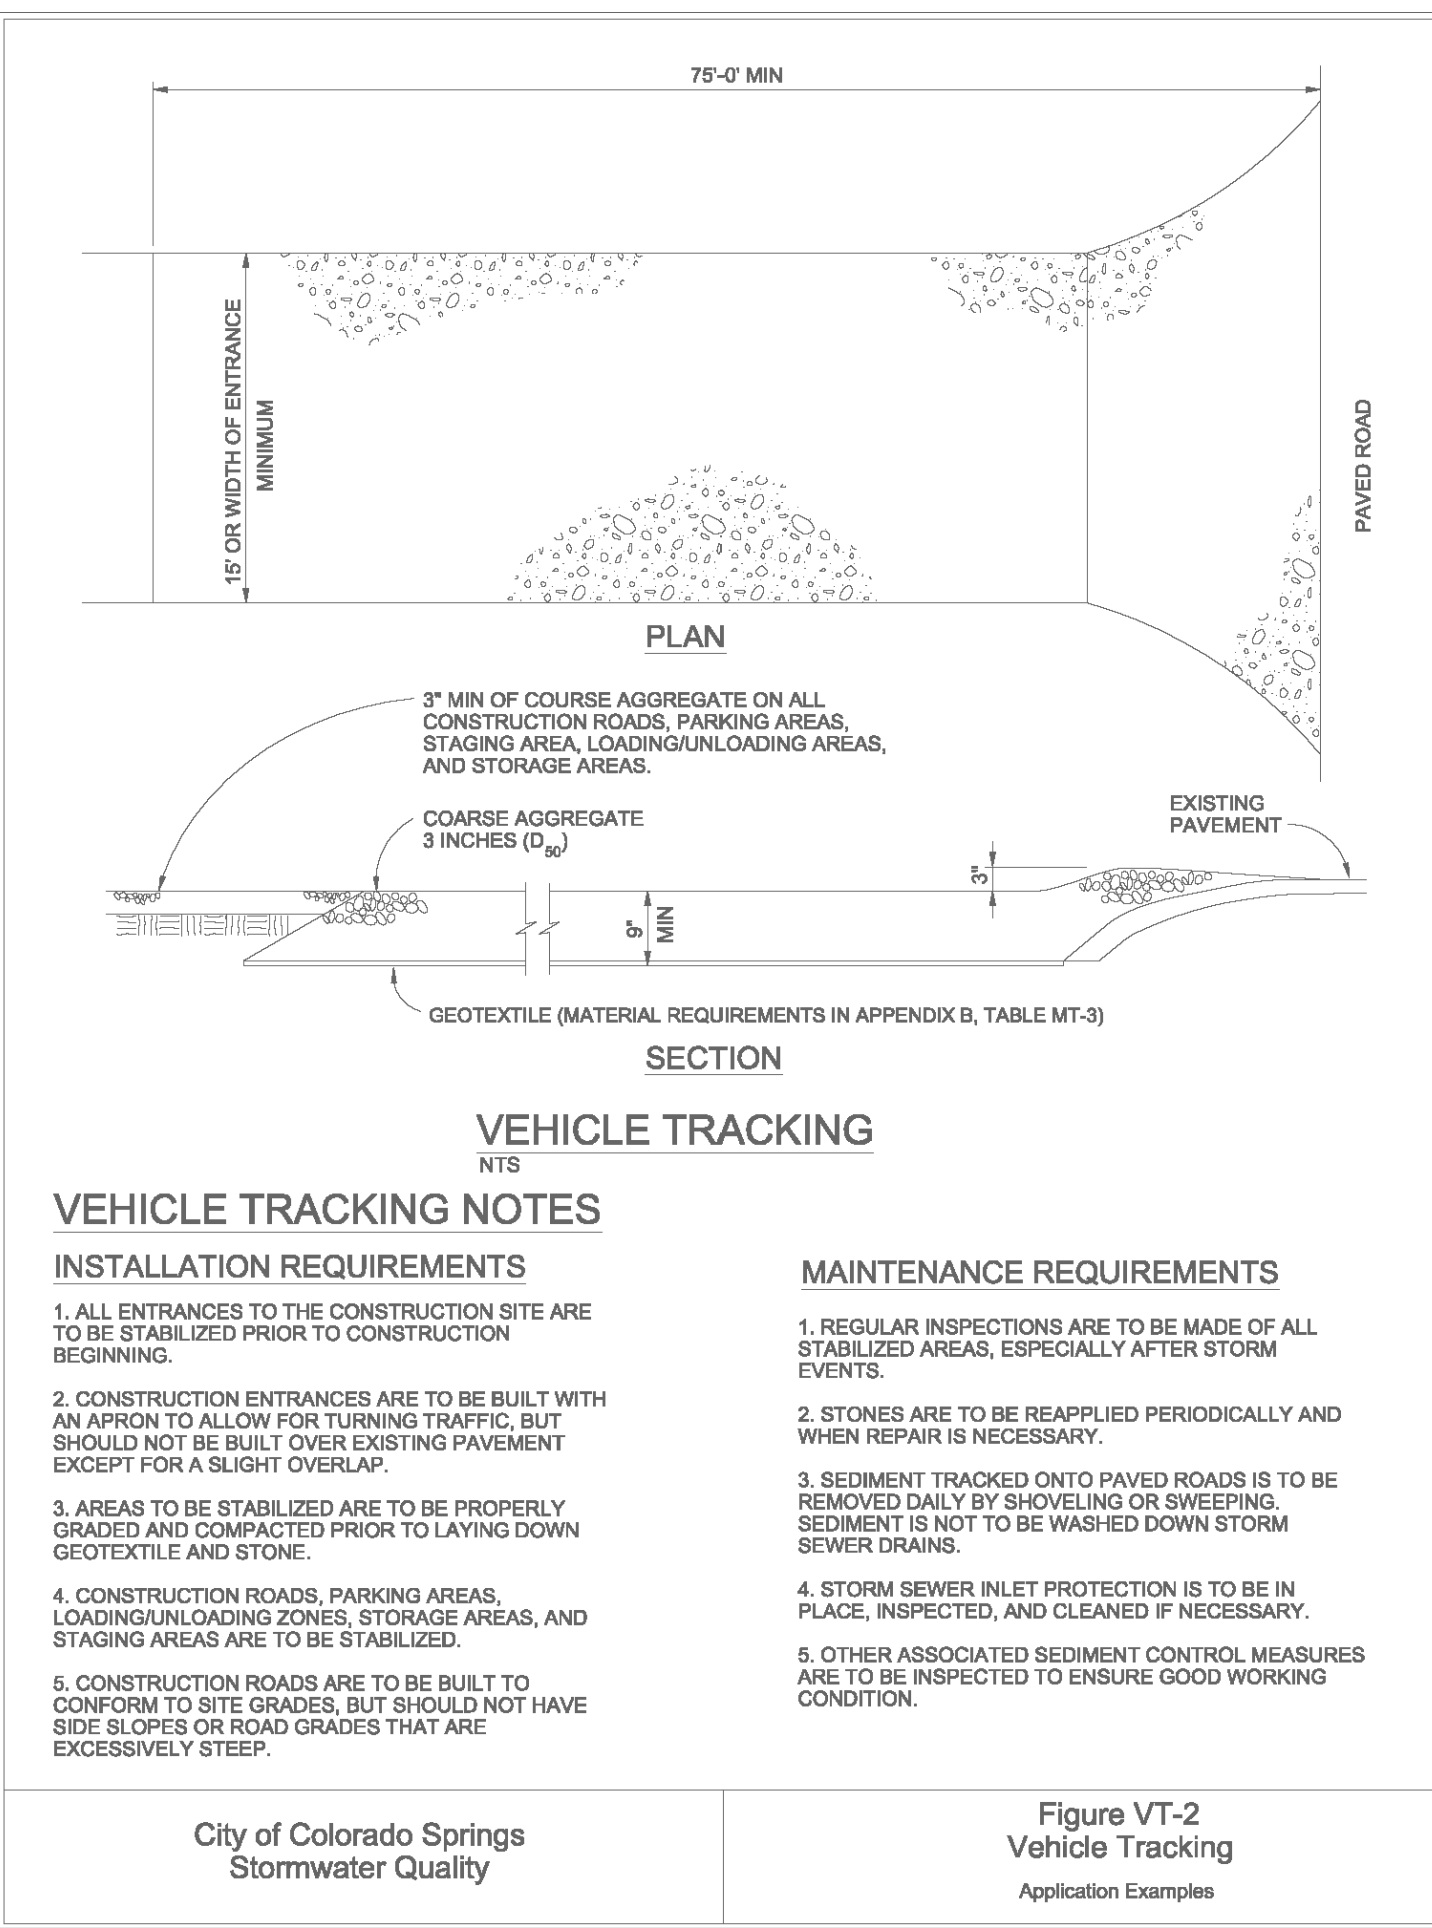 75'-0' MIN
15' OR WIDTH OF ENTRANCE
MINIMUM
PAVED ROAD
PLAN
3" MIN OF COURSE AGGREGATE ON ALL
CONSTRUCTION ROADS, PARKING AREAS,
STAGING AREA, LOADING/UNLOADING AREAS,
AND STORAGE AREAS.
COARSE AGGREGATE
3 INCHES (D50)
EXISTING
PAVEMENT
3"
9"
MIN
GEOTEXTILE (MATERIAL REQUIREMENTS IN APPENDIX B, TABLE MT-3)
SECTION
VEHICLE TRACKING
NTS
VEHICLE TRACKING NOTES
INSTALLATION REQUIREMENTS
1. ALL ENTRANCES TO THE CONSTRUCTION SITE ARE
TO BE STABILIZED PRIOR TO CONSTRUCTION
BEGINNING.
2. CONSTRUCTION ENTRANCES ARE TO BE BUILT WITH
AN APRON TO ALLOW FOR TURNING TRAFFIC, BUT
SHOULD NOT BE BUILT OVER EXISTING PAVEMENT
EXCEPT FOR A SLIGHT OVERLAP.
3. AREAS TO BE STABILIZED ARE TO BE PROPERLY
GRADED AND COMPACTED PRIOR TO LAYING DOWN
GEOTEXTILE AND STONE.
4. CONSTRUCTION ROADS, PARKING AREAS,
LOADING/UNLOADING ZONES, STORAGE AREAS, AND
STAGING AREAS ARE TO BE STABILIZED.
5. CONSTRUCTION ROADS ARE TO BE BUILT TO
CONFORM TO SITE GRADES, BUT SHOULD NOT HAVE
SIDE SLOPES OR ROAD GRADES THAT ARE
EXCESSIVELY STEEP.
MAINTENANCE REQUIREMENTS
1. REGULAR INSPECTIONS ARE TO BE MADE OF ALL
STABILIZED AREAS, ESPECIALLY AFTER STORM
EVENTS.
2. STONES ARE TO BE REAPPLIED PERIODICALLY AND
WHEN REPAIR IS NECESSARY.
3. SEDIMENT TRACKED ONTO PAVED ROADS IS TO BE
REMOVED DAILY BY SHOVELING OR SWEEPING.
SEDIMENT IS NOT TO BE WASHED DOWN STORM
SEWER DRAINS.
4. STORM SEWER INLET PROTECTION IS TO BE IN
PLACE, INSPECTED, AND CLEANED IF NECESSARY.
5. OTHER ASSOCIATED SEDIMENT CONTROL MEASURES
ARE TO BE INSPECTED TO ENSURE GOOD WORKING
CONDITION.
City of Colorado Springs
Stormwater Quality
Figure VT-2
Vehicle Tracking
Application Examples